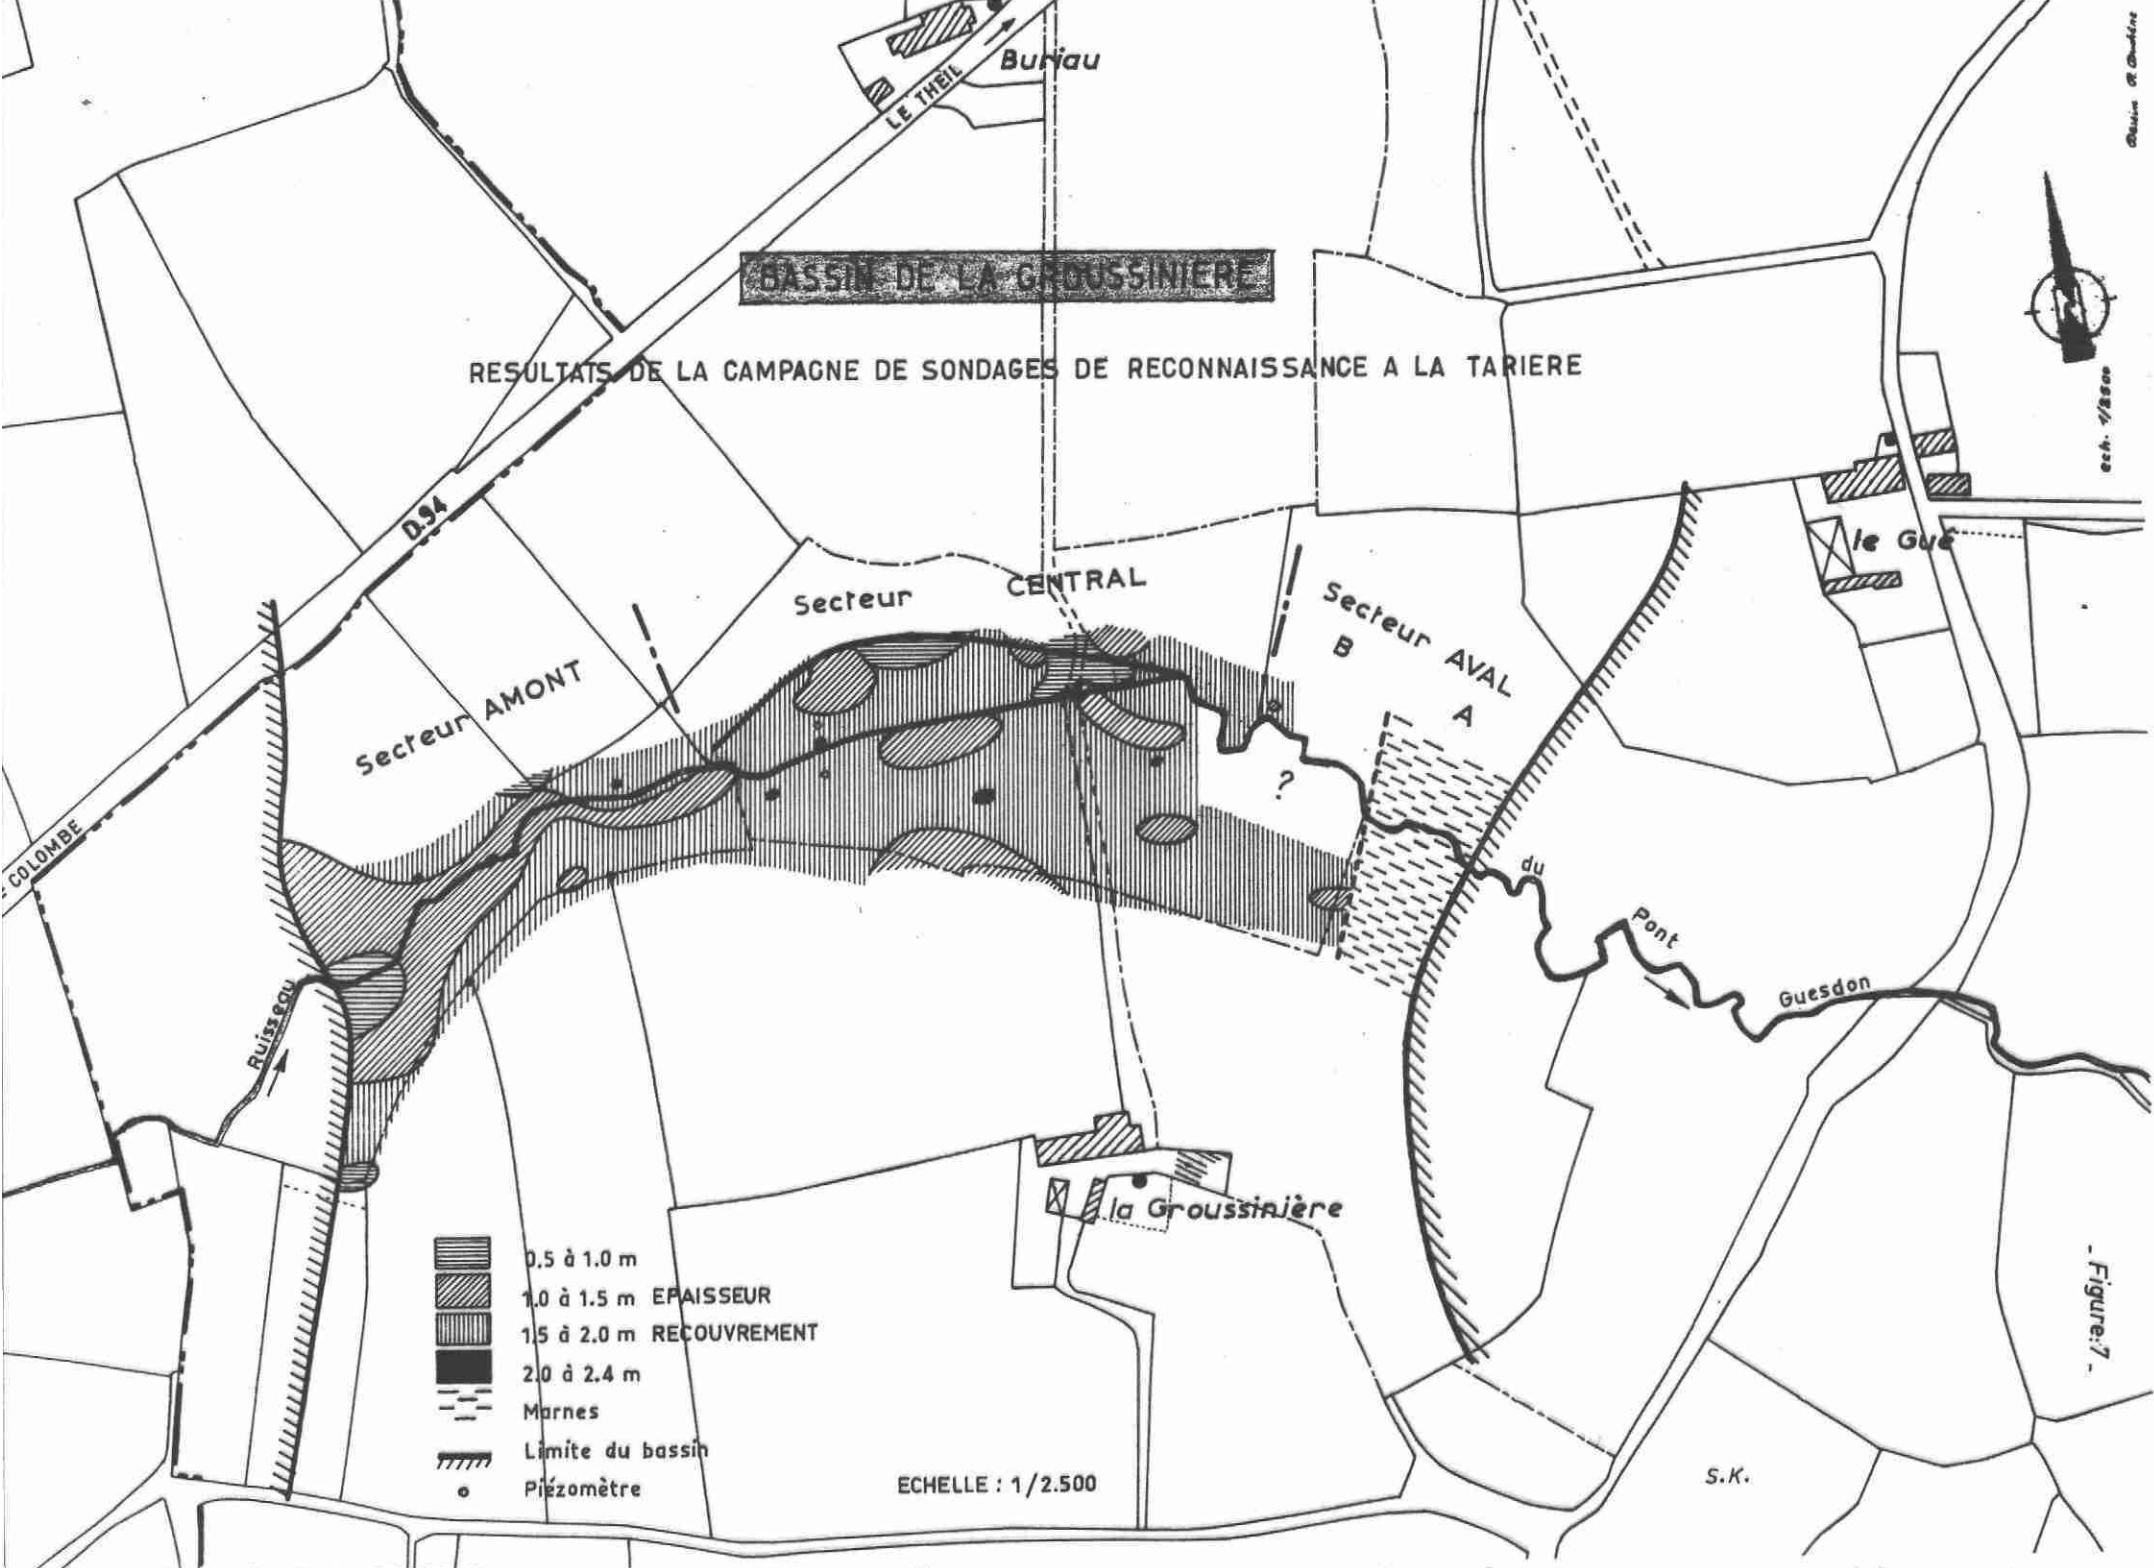 Buriau
LE THEIL
BASSIN DE LA GROUSSINIERE
RESULTATS DE LA CAMPAGNE DE SONDAGES DE RECONNAISSANCE A LA TARIERE
ech. 1/2500
D.94
le Gué
Secteur CENTRAL
Secteur AVAL
B
A
Secteur AMONT
?
COLOMBE
Ruisseau
du
Pont
Guesdon
la Groussinière
0,5 à 1.0 m
1.0 à 1.5 m EPAISSEUR
1,5 à 2.0 m RECOUVREMENT
2.0 à 2.4 m
Marnes
Limite du bassin
Piézomètre
ECHELLE : 1/2.500
S.K.
- Figure:7 -